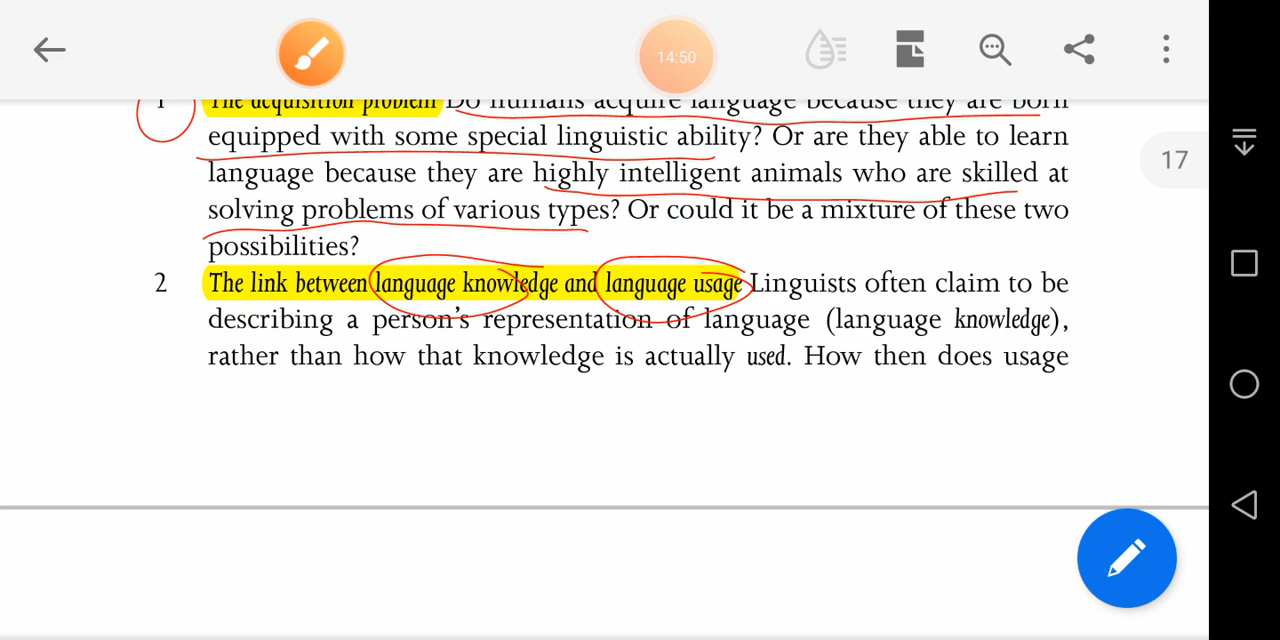 14:50
1 The acquisition problem Do humans acquire language because they are born
equipped with some special linguistic ability? Or are they able to learn
17
language because they are highly intelligent animals who are skilled at
solving problems of various types? Or could it be a mixture of these two
possibilities?
2 The link between language knowledge and language usage Linguists often claim to be
describing a person's representation of language (language knowledge),
rather than how that knowledge is actually used. How then does usage